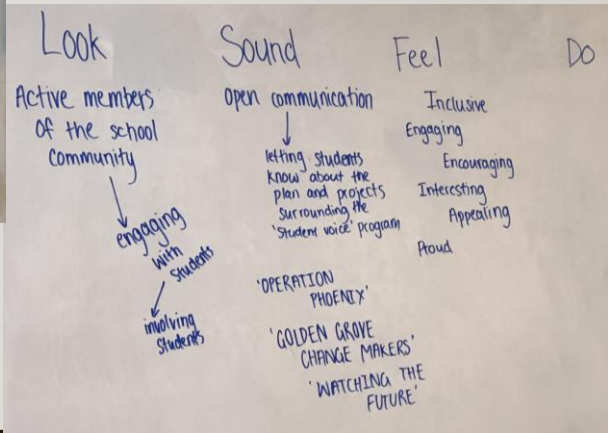 Look
Active members
of the school
community
engaging
with
students
involving
students
Sound
open communication
letting students
know about the
plan and projects
surrounding the
'student voice' program
'OPERATION
PHOENIX'
'GOLDEN GROVE
CHANGE MAKERS'
'WATCHING THE
FUTURE'
Feel
Inclusive
Engaging
Encouraging
Interesting
Appealing
Proud
Do